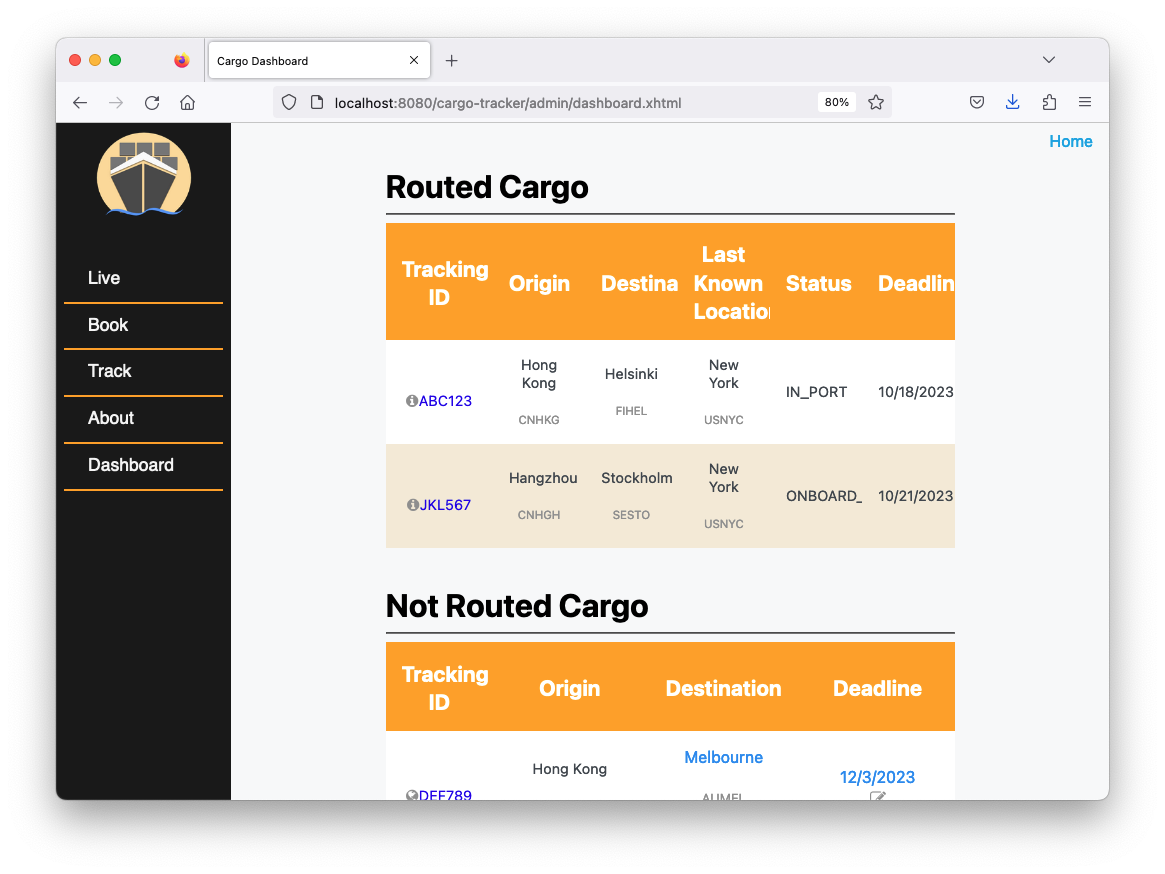 Cargo Dashboard
localhost:8080/cargo-tracker/admin/dashboard.xhtml
80%
Home
Live
Book
Track
About
Dashboard
Routed Cargo
Tracking
ID
Origin
Destina
Last
Known
Locatio
Status
Deadlin
ABC123
Hong
Kong
CNHKG
Helsinki
FIHEL
New
York
USNYC
IN_PORT
10/18/2023
JKL567
Hangzhou
CNHGH
Stockholm
SESTO
New
York
USNYC
ONBOARD_
10/21/2023
Not Routed Cargo
Tracking
ID
Origin
Destination
Deadline
DEF789
Hong Kong
Melbourne
AUMEL
12/3/2023